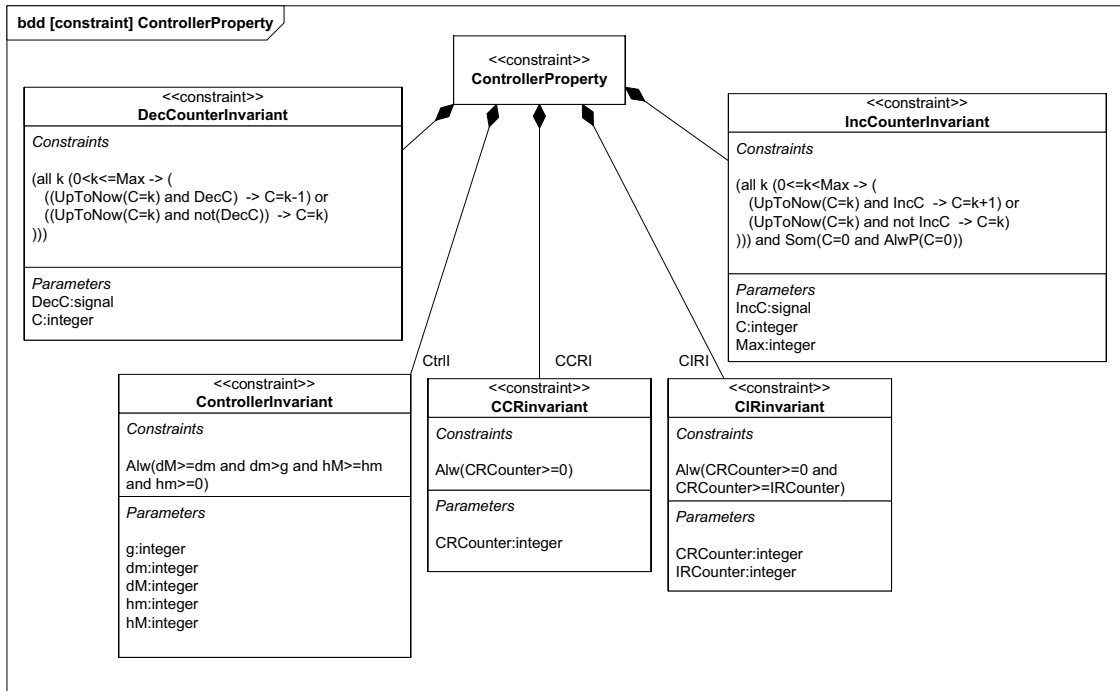 bdd [constraint] ControllerProperty
<<constraint>>
ControllerProperty
<<constraint>>
DecCounterInvariant
Constraints
(all k (0<k<=Max -> (
((UpToNow(C=k) and DecC)  -> C=k-1) or
((UpToNow(C=k) and not(DecC))  -> C=k)
)))
Parameters
DecC:signal
C:integer
<<constraint>>
IncCounterInvariant
Constraints
(all k (0<=k<Max -> (
(UpToNow(C=k) and IncC  -> C=k+1) or
(UpToNow(C=k) and not IncC  -> C=k)
))) and Som(C=0 and AlwP(C=0))
Parameters
IncC:signal
C:integer
Max:integer
CtrlI
CCRI
CIRI
<<constraint>>
ControllerInvariant
Constraints
Alw(dM>=dm and dm>g and hM>=hm
and hm>=0)
Parameters
g:integer
dm:integer
dM:integer
hm:integer
hM:integer
<<constraint>>
CCRinvariant
Constraints
Alw(CRCounter>=0)
Parameters
CRCounter:integer
<<constraint>>
CIRinvariant
Constraints
Alw(CRCounter>=0 and
CRCounter>=IRCounter)
Parameters
CRCounter:integer
IRCounter:integer